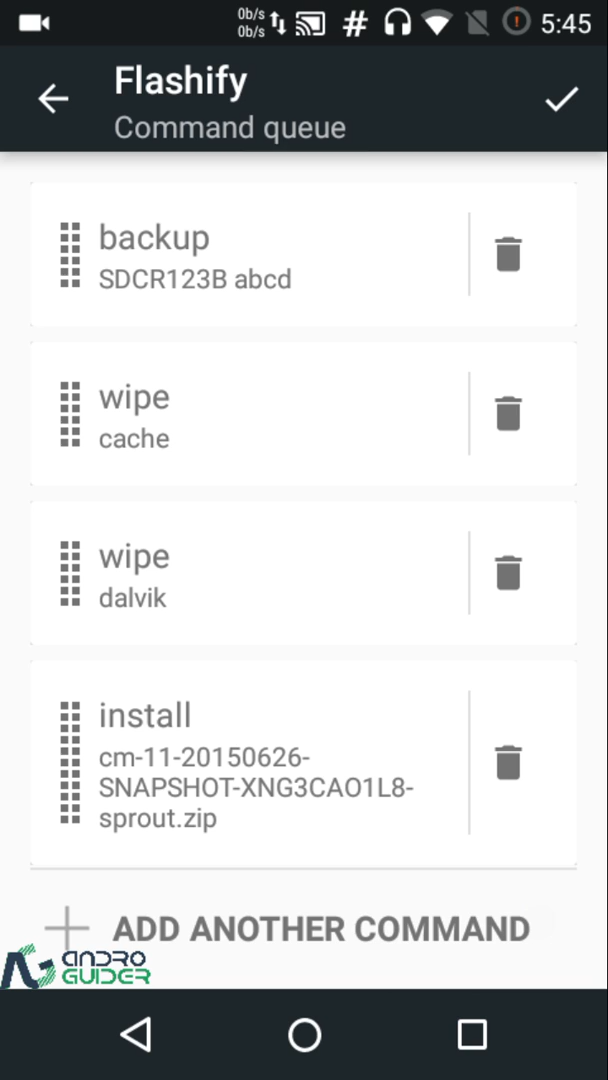 0b/s
0b/s
5:45
Flashify
Command queue
backup
SDCR123B abcd
wipe
cache
wipe
dalvik
install
cm-11-20150626-
SNAPSHOT-XNG3CAO1L8-
sprout.zip
ADD ANOTHER COMMAND
ANDRO
GUIDER